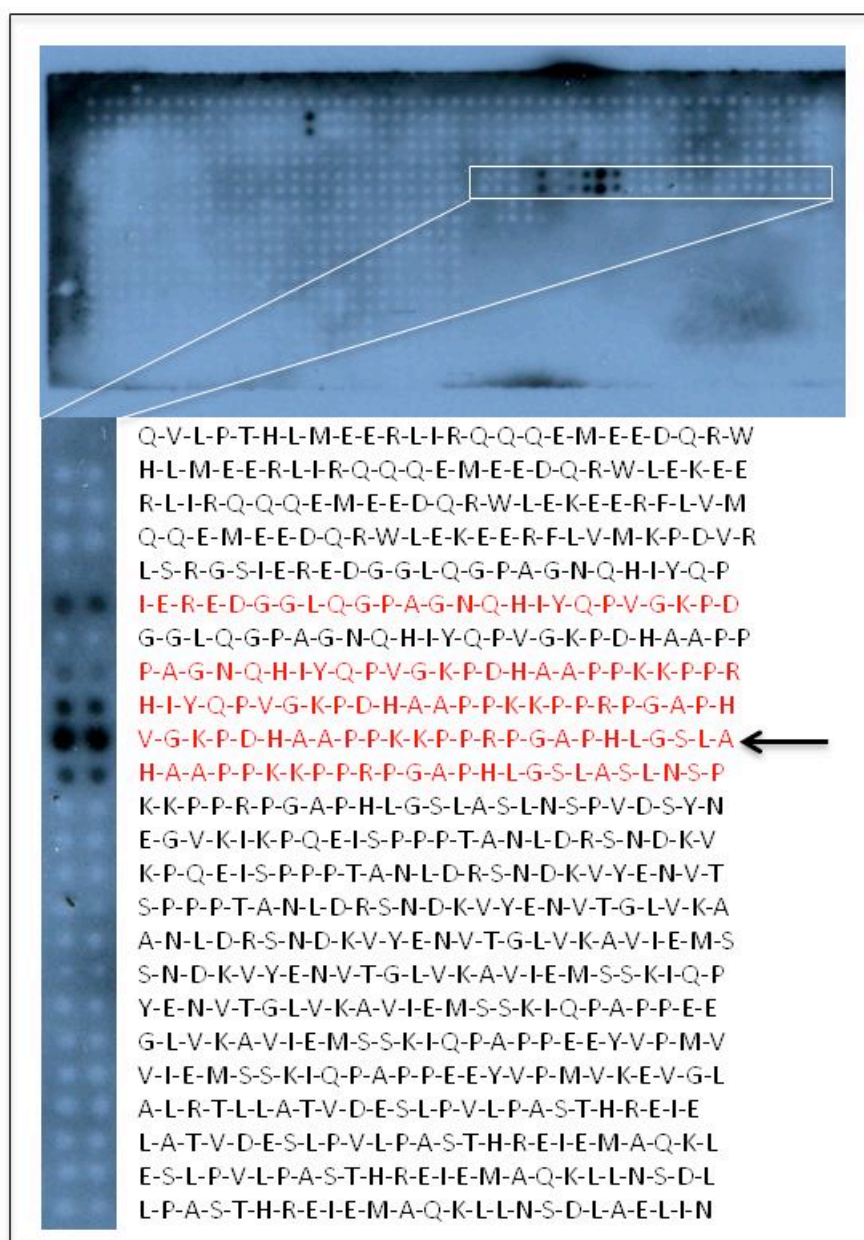 Q-V-L-P-T-H-L-M-E-E-R-L-I-R-Q-Q-Q-E-M-E-E-D-Q-R-W
H-L-M-E-E-R-L-I-R-Q-Q-Q-E-M-E-E-D-Q-R-W-L-E-K-E-E
R-L-I-R-Q-Q-Q-E-M-E-E-D-Q-R-W-L-E-K-E-E-R-F-L-V-M
Q-Q-E-M-E-E-D-Q-R-W-L-E-K-E-E-R-F-L-V-M-K-P-D-V-R
L-S-R-G-S-I-E-R-E-D-G-G-L-Q-G-P-A-G-N-Q-H-I-Y-Q-P
I-E-R-E-D-G-G-L-Q-G-P-A-G-N-Q-H-I-Y-Q-P-V-G-K-P-D
G-G-L-Q-G-P-A-G-N-Q-H-I-Y-Q-P-V-G-K-P-D-H-A-A-P-P
P-A-G-N-Q-H-I-Y-Q-P-V-G-K-P-D-H-A-A-P-P-K-K-P-P-R
H-I-Y-Q-P-V-G-K-P-D-H-A-A-P-P-K-K-P-P-R-P-G-A-P-H
V-G-K-P-D-H-A-A-P-P-K-K-P-P-R-P-G-A-P-H-L-G-S-L-A
H-A-A-P-P-K-K-P-P-R-P-G-A-P-H-L-G-S-L-A-S-L-N-S-P
K-K-P-P-R-P-G-A-P-H-L-G-S-L-A-S-L-N-S-P-V-D-S-Y-N
E-G-V-K-I-K-P-Q-E-I-S-P-P-P-T-A-N-L-D-R-S-N-D-K-V
K-P-Q-E-I-S-P-P-P-T-A-N-L-D-R-S-N-D-K-V-Y-E-N-V-T
S-P-P-P-T-A-N-L-D-R-S-N-D-K-V-Y-E-N-V-T-G-L-V-K-A
A-N-L-D-R-S-N-D-K-V-Y-E-N-V-T-G-L-V-K-A-V-I-E-M-S
S-N-D-K-V-Y-E-N-V-T-G-L-V-K-A-V-I-E-M-S-S-K-I-Q-P
Y-E-N-V-T-G-L-V-K-A-V-I-E-M-S-S-K-I-Q-P-A-P-P-E-E
G-L-V-K-A-V-I-E-M-S-S-K-I-Q-P-A-P-P-E-E-Y-V-P-M-V
V-I-E-M-S-S-K-I-Q-P-A-P-P-E-E-Y-V-P-M-V-K-E-V-G-L
A-L-R-T-L-L-A-T-V-D-E-S-L-P-V-L-P-A-S-T-H-R-E-I-E
L-A-T-V-D-E-S-L-P-V-L-P-A-S-T-H-R-E-I-E-M-A-Q-K-L
E-S-L-P-V-L-P-A-S-T-H-R-E-I-E-M-A-Q-K-L-L-N-S-D-L
L-P-A-S-T-H-R-E-I-E-M-A-Q-K-L-L-N-S-D-L-A-E-L-I-N